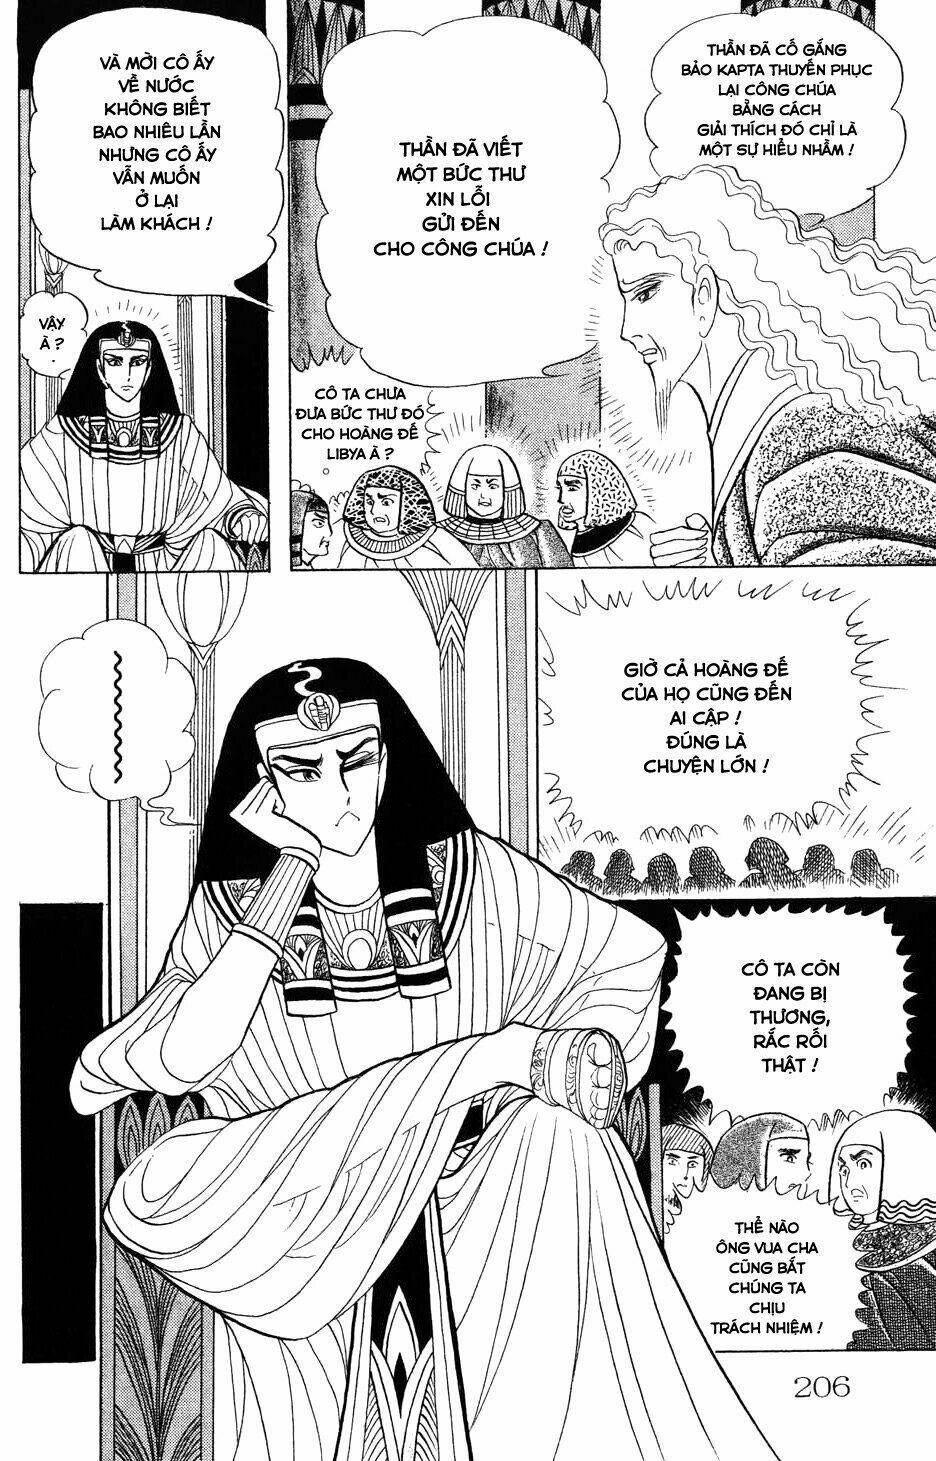 THẦN ĐÃ CỐ GẮNG
BẢO KAPTA THUYẾN PHỤC
LẠI CÔNG CHÚA
BẰNG CÁCH
GIẢI THÍCH ĐÓ CHỈ LÀ
MỘT SỰ HIỂU NHẦM !
THẦN ĐÃ VIẾT
MỘT BỨC THƯ
XIN LỖI
GỬI ĐẾN
CHO CÔNG CHÚA !
CÔ TA CHƯA
ĐƯA BỨC THƯ ĐÓ
CHO HOÀNG ĐẾ
LIBYA À ?
VÀ MỜI CÔ ẤY
VỀ NƯỚC
KHÔNG BIẾT
BAO NHIÊU LẦN
NHƯNG CÔ ẤY
VẪN MUỐN
Ở LẠI
LÀM KHÁCH !
VẬY
À ?
GIỜ CẢ HOÀNG ĐẾ
CỦA HỌ CŨNG ĐẾN
AI CẬP !
ĐÚNG LÀ
CHUYỆN LỚN !
CÔ TA CÒN
ĐANG BỊ
THƯƠNG,
RẮC RỐI
THẬT !
THỂ NÀO
ÔNG VUA CHA
CŨNG BẮT
CHÚNG TA
CHỊU
TRÁCH NHIỆM !
206